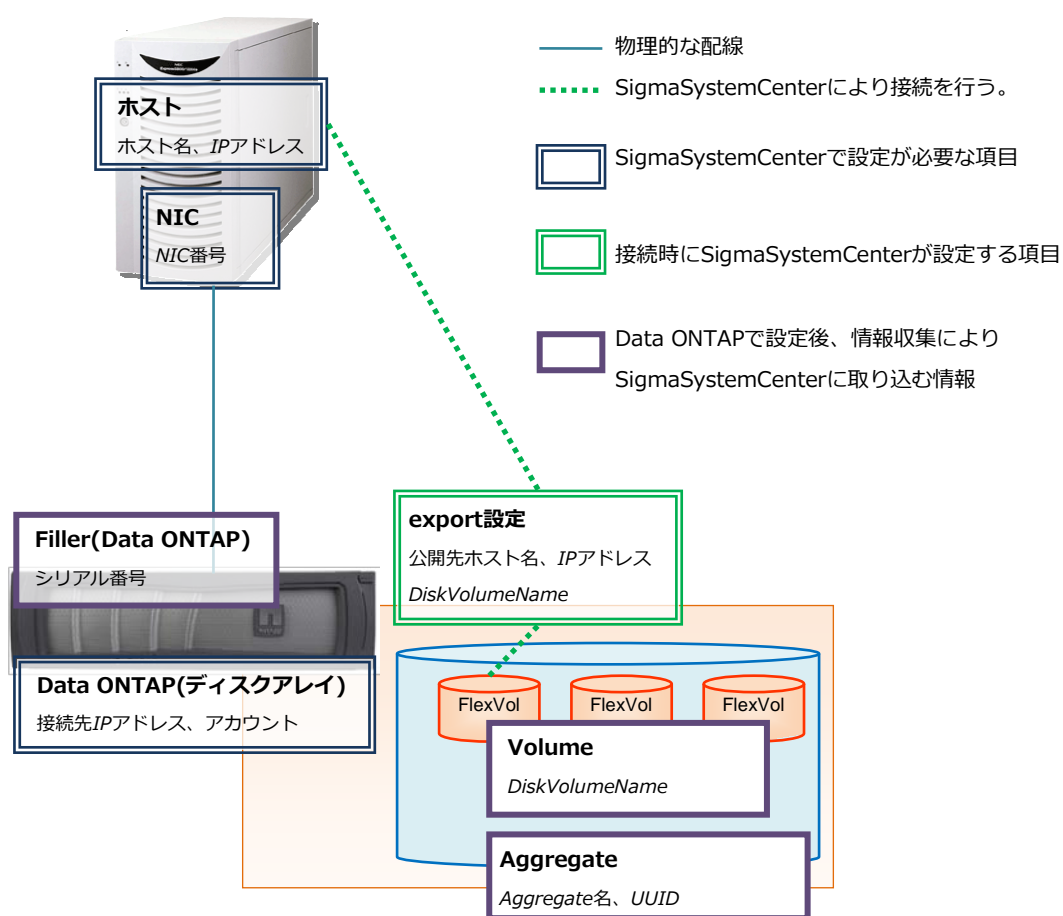 物理的な配線
SigmaSystemCenterにより接続を行う。
SigmaSystemCenterで設定が必要な項目
接続時にSigmaSystemCenterが設定する項目
Data ONTAPで設定後、情報収集により
SigmaSystemCenterに取り込む情報
ホスト
ホスト名、IPアドレス
NIC
NIC番号
Filler(Data ONTAP)
シリアル番号
Data ONTAP(ディスクアレイ)
接続先IPアドレス、アカウント
export設定
公開先ホスト名、IPアドレス
DiskVolumeName
FlexVol
FlexVol
FlexVol
Volume
DiskVolumeName
Aggregate
Aggregate名、UUID